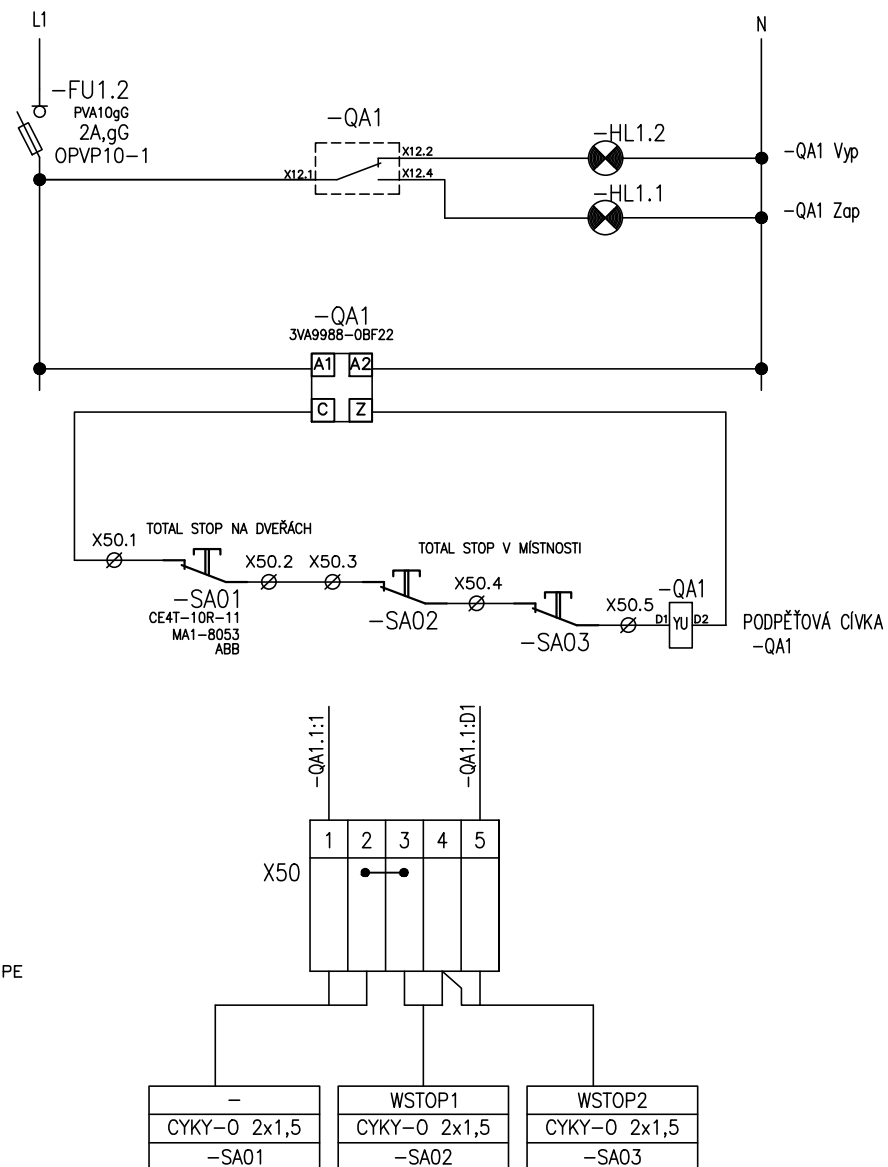 L1
N
-FU1.2
PVA10gG
2A,gG
OPVP10-1
-QA1
X12.1
X12.2
X12.4
-HL1.2
-QA1 Vyp
-HL1.1
-QA1 Zap
-QA1
3VA9988-0BF22
A1
A2
C
Z
TOTAL STOP NA DVEŘÁCH
X50.1
X50.2
X50.3
TOTAL STOP V MÍSTNOSTI
X50.4
-SA01
CE4T-10R-11
MA1-8053
ABB
-SA02
-SA03
X50.5
-QA1
D1
YU
D2
PODPĚŤOVÁ CÍVKA
-QA1
-QA1.1:1
-QA1.1:D1
1
2
3
4
5
X50
PE
-
CYKY-O 2x1,5
-SA01
WSTOP1
CYKY-O 2x1,5
-SA02
WSTOP2
CYKY-O 2x1,5
-SA03